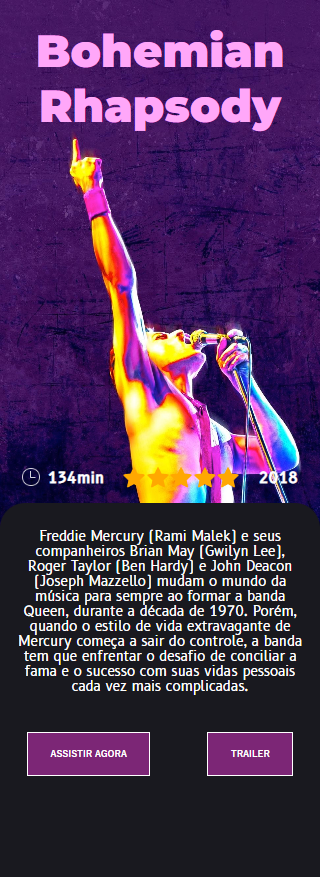 Bohemian
Rhapsody
134min 2018
Freddie Mercury (Rami Malek) e seus
companheiros Brian May (Gwilyn Lee),
Roger Taylor (Ben Hardy) e John Deacon
(Joseph Mazzello) mudam o mundo da
música para sempre ao formar a banda
Queen, durante a década de 1970. Porém,
quando o estilo de vida extravagante de
Mercury começa a sair do controle, a banda
tem que enfrentar o desafio de conciliar a
fama e o sucesso com suas vidas pessoais
cada vez mais complicadas.
ASSISTIR AGORA TRAILER